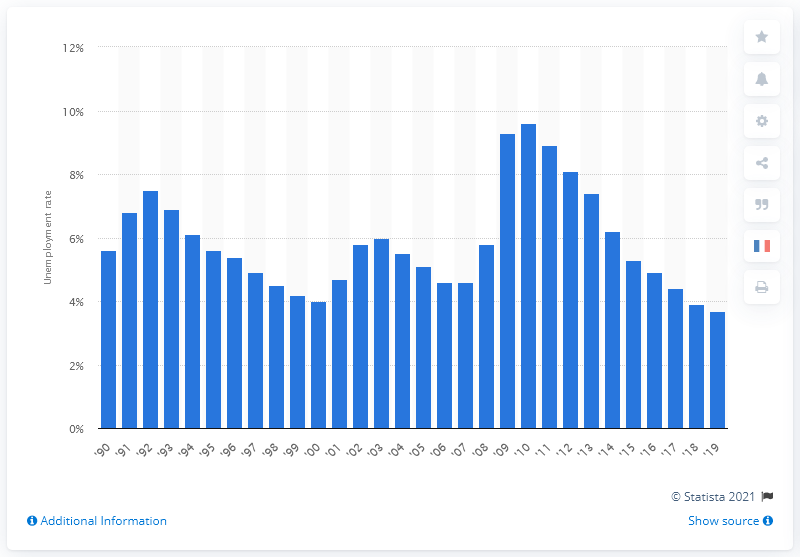 12%
10%
8%
6%
4%
2%
0%
Unemployment rate
'90 '91 '92 '93 '94 '95 '96 '97 '98 '99 '00 '01 '02 '03 '04 '05 '06 '07 '08 '09 '10 '11 '12 '13 '14 '15 '16 '17 '18 '19
© Statista 2021
Additional Information
Show source